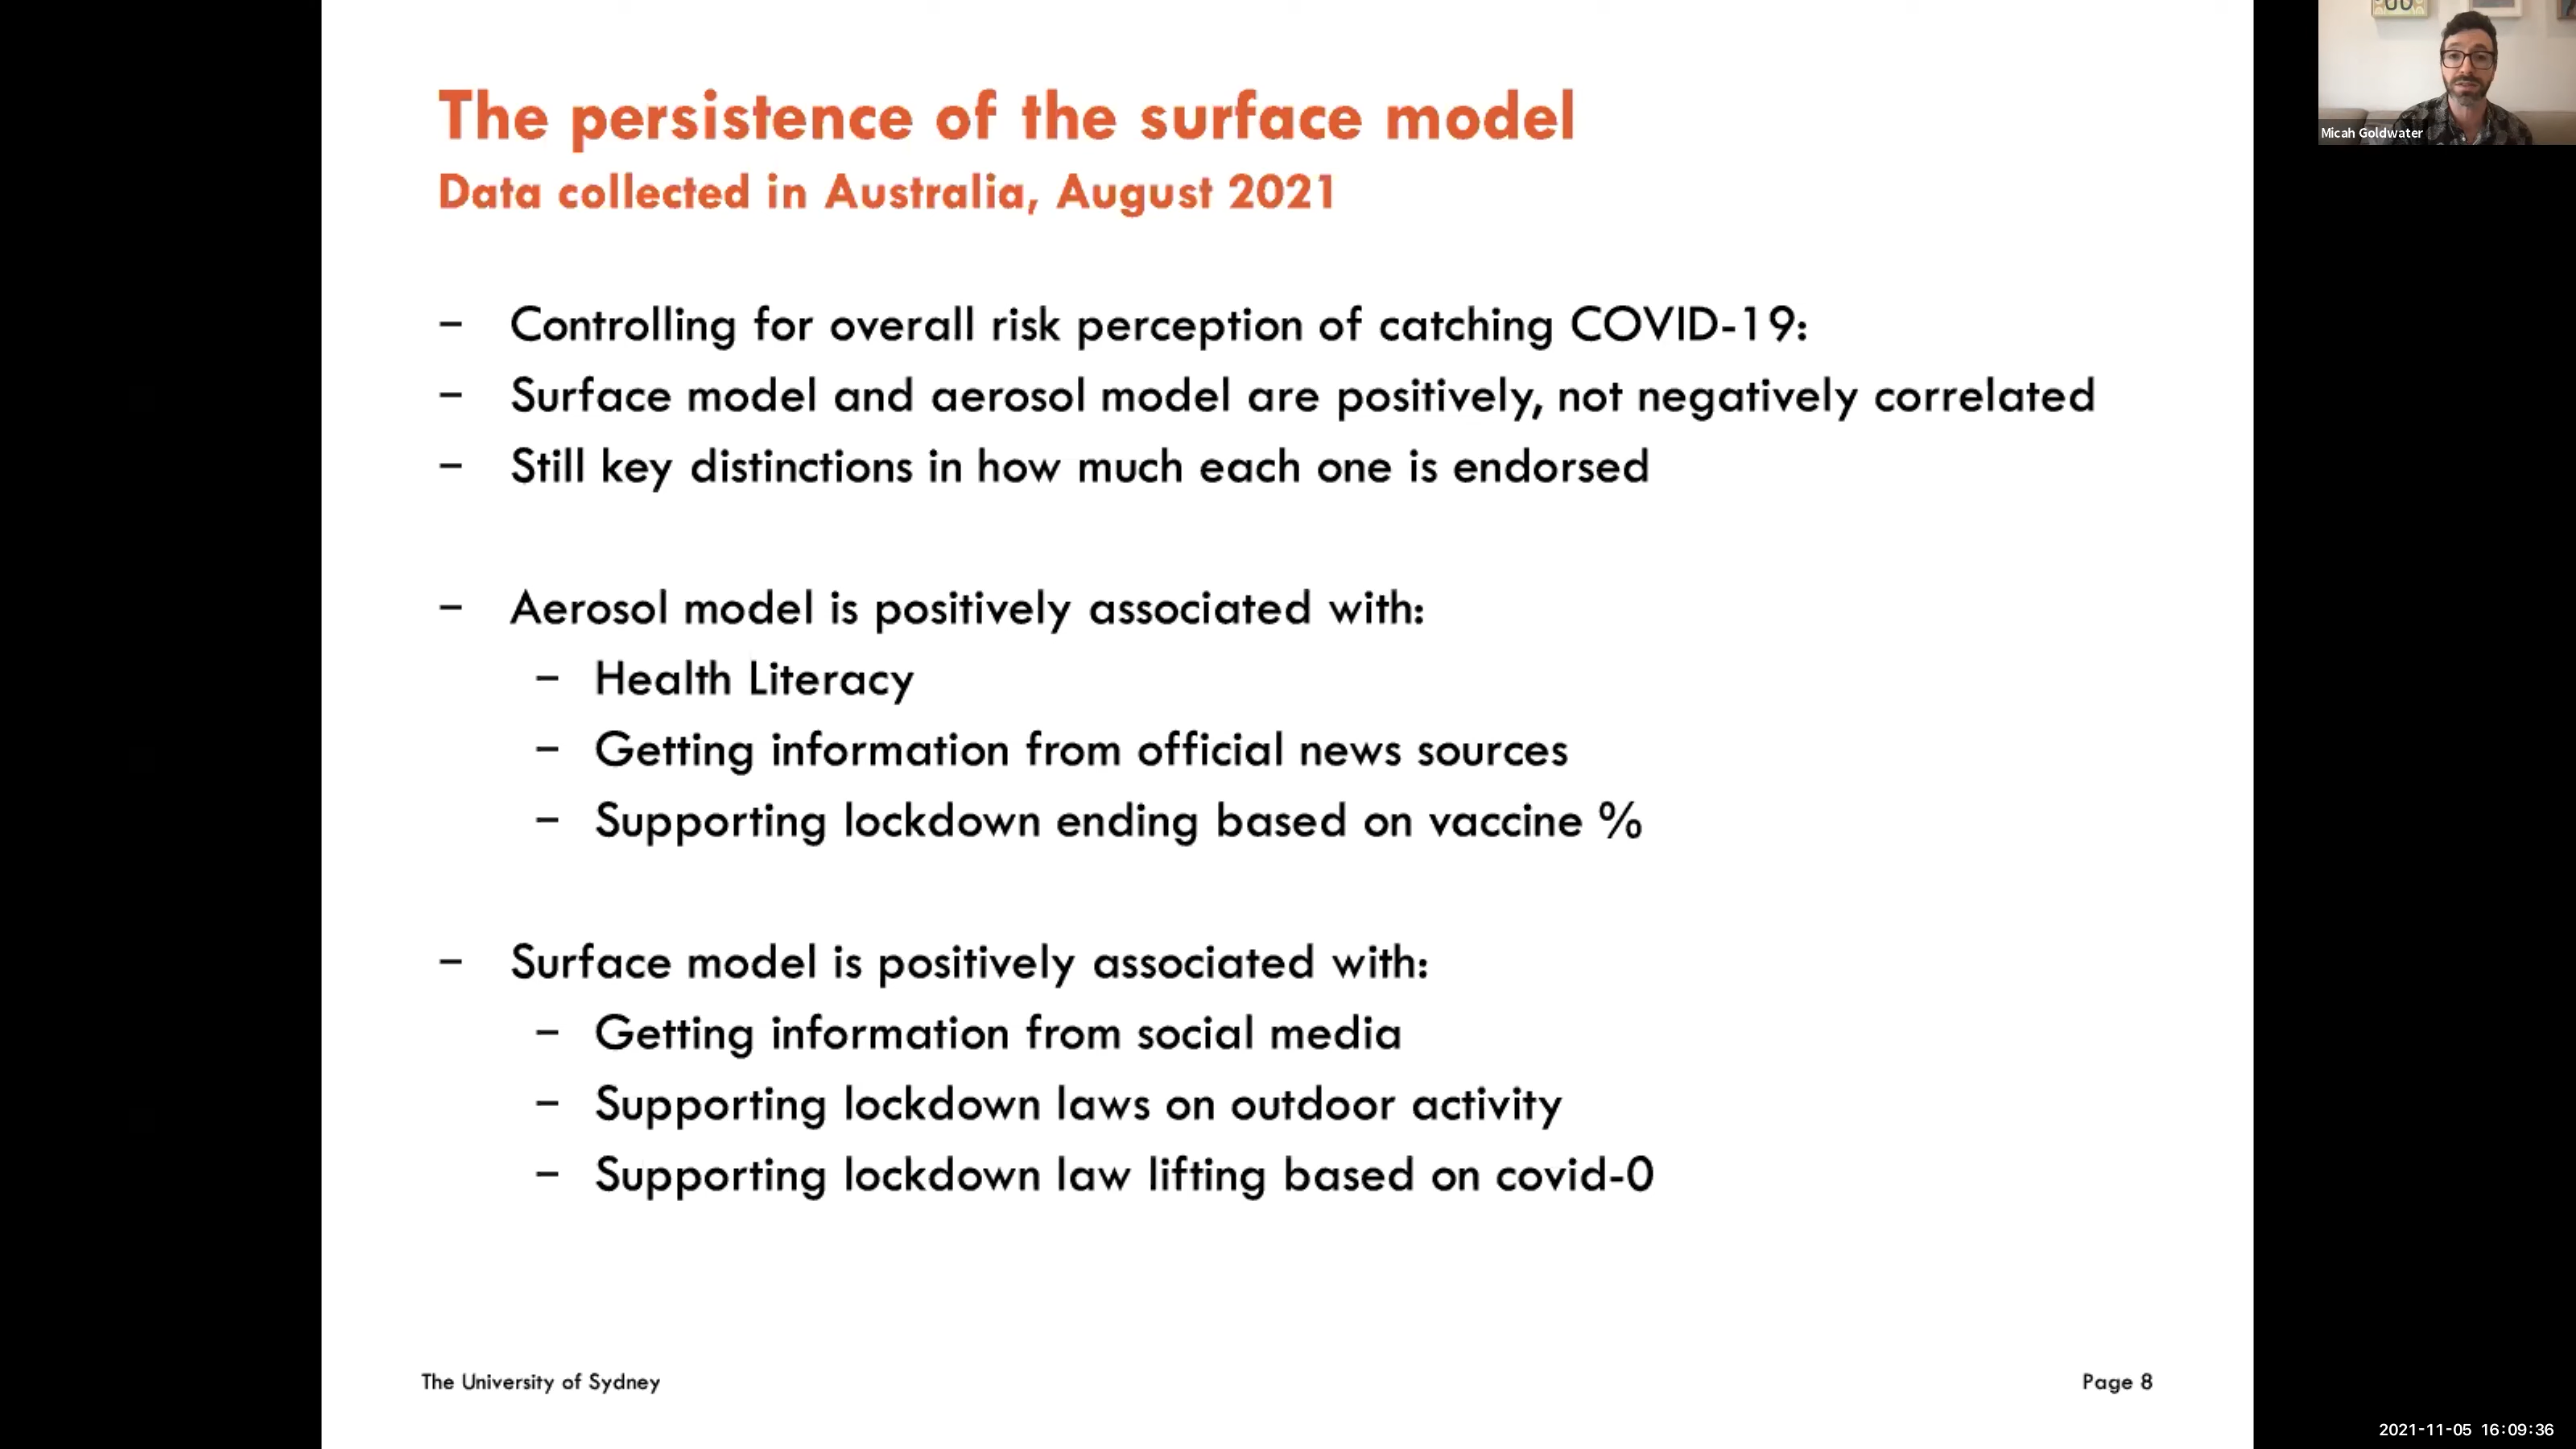 The persistence of the surface model
Data collected in Australia, August 2021
– Controlling for overall risk perception of catching COVID-19:
– Surface model and aerosol model are positively, not negatively correlated
– Still key distinctions in how much each one is endorsed
– Aerosol model is positively associated with:
– Health Literacy
– Getting information from official news sources
– Supporting lockdown ending based on vaccine %
– Surface model is positively associated with:
– Getting information from social media
– Supporting lockdown laws on outdoor activity
– Supporting lockdown law lifting based on covid-0
The University of Sydney
Page 8
Micah Goldwater
2021-11-05 16:09:36